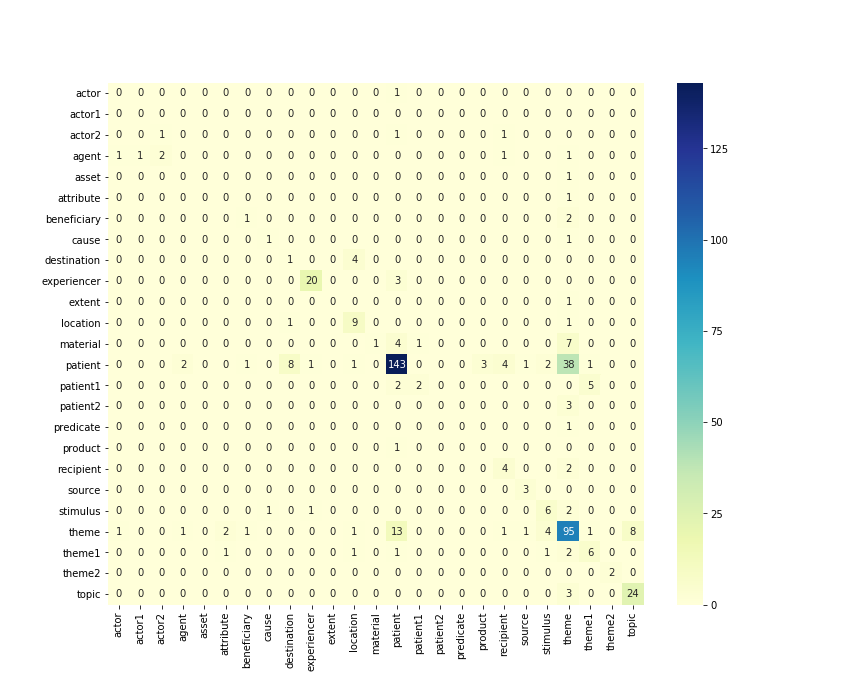 actor 0 0 0 0 0 0 0 0 0 0 0 0 0 1 0 0 0 0 0 0 0 0 0 0 0
actor1 0 0 0 0 0 0 0 0 0 0 0 0 0 0 0 0 0 0 0 0 0 0 0 0 0
actor2 0 0 1 0 0 0 0 0 0 0 0 0 0 1 0 0 0 0 1 0 0 0 0 0 0
agent 1 1 2 0 0 0 0 0 0 0 0 0 0 0 0 0 0 0 1 0 0 1 0 0 0
asset 0 0 0 0 0 0 0 0 0 0 0 0 0 0 0 0 0 0 0 0 0 1 0 0 0
attribute 0 0 0 0 0 0 0 0 0 0 0 0 0 0 0 0 0 0 0 0 0 1 0 0 0
beneficiary 0 0 0 0 0 0 1 0 0 0 0 0 0 0 0 0 0 0 0 0 0 2 0 0 0
cause 0 0 0 0 0 0 0 1 0 0 0 0 0 0 0 0 0 0 0 0 0 1 0 0 0
destination 0 0 0 0 0 0 0 0 1 0 0 4 0 0 0 0 0 0 0 0 0 0 0 0 0
experiencer 0 0 0 0 0 0 0 0 0 20 0 0 0 3 0 0 0 0 0 0 0 0 0 0 0
extent 0 0 0 0 0 0 0 0 0 0 0 0 0 0 0 0 0 0 0 0 0 1 0 0 0
location 0 0 0 0 0 0 0 0 1 0 0 9 0 0 0 0 0 0 0 0 0 1 0 0 0
material 0 0 0 0 0 0 0 0 0 0 0 0 1 4 1 0 0 0 0 0 0 7 0 0 0
patient 0 0 0 2 0 0 1 0 8 1 0 1 0 143 0 0 0 3 4 1 2 38 1 0 0
patient1 0 0 0 0 0 0 0 0 0 0 0 0 0 2 2 0 0 0 0 0 0 0 5 0 0
patient2 0 0 0 0 0 0 0 0 0 0 0 0 0 0 0 0 0 0 0 0 0 3 0 0 0
predicate 0 0 0 0 0 0 0 0 0 0 0 0 0 0 0 0 0 0 0 0 0 1 0 0 0
product 0 0 0 0 0 0 0 0 0 0 0 0 0 1 0 0 0 0 0 0 0 0 0 0 0
recipient 0 0 0 0 0 0 0 0 0 0 0 0 0 0 0 0 0 0 4 0 0 2 0 0 0
source 0 0 0 0 0 0 0 0 0 0 0 0 0 0 0 0 0 0 0 3 0 0 0 0 0
stimulus 0 0 0 0 0 0 0 1 0 1 0 0 0 0 0 0 0 0 0 0 6 2 0 0 0
theme 1 0 0 1 0 2 1 0 0 0 0 1 0 13 0 0 0 0 1 1 4 95 1 0 8
theme1 0 0 0 0 0 1 0 0 0 0 0 1 0 1 0 0 0 0 0 0 1 2 6 0 0
theme2 0 0 0 0 0 0 0 0 0 0 0 0 0 0 0 0 0 0 0 0 0 0 0 2 0
topic 0 0 0 0 0 0 0 0 0 0 0 0 0 0 0 0 0 0 0 0 0 3 0 0 24
actor actor1 actor2 agent asset attribute beneficiary cause destination experiencer extent location material patient patient1 patient2 predicate product recipient source stimulus theme theme1 theme2 topic
125
100
75
50
25
0